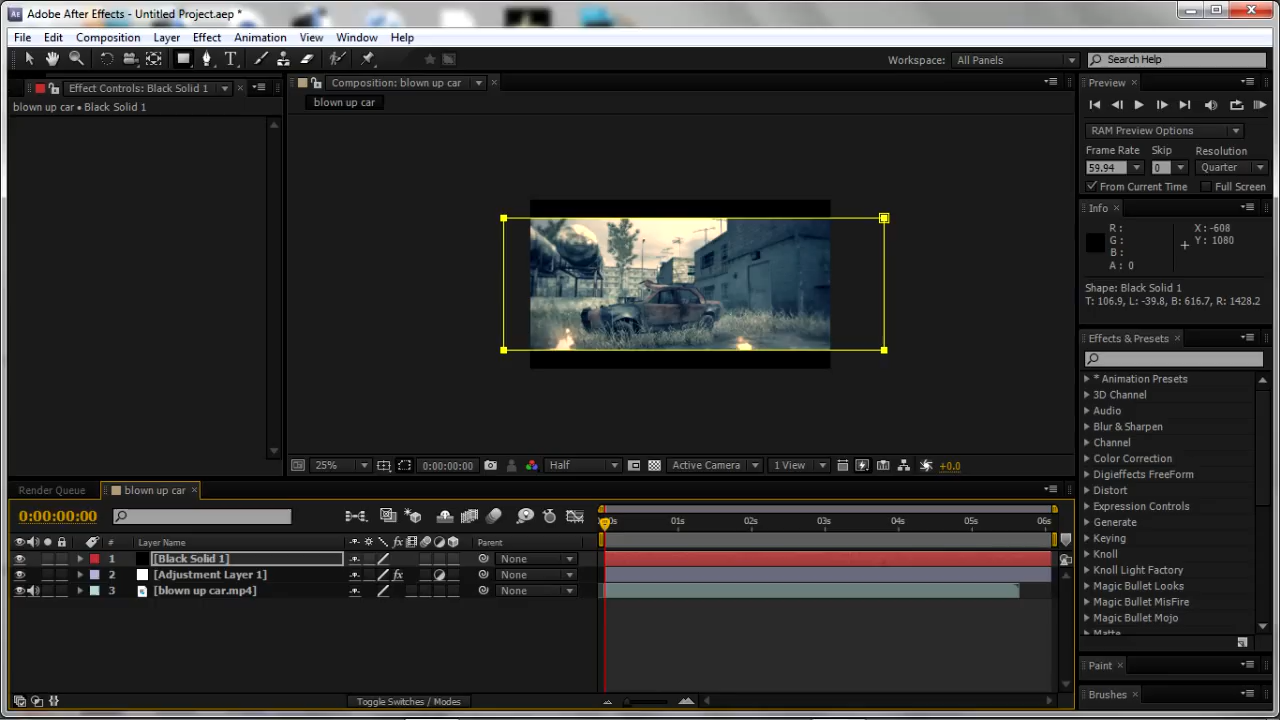 Adobe After Effects - Untitled Project.aep *
File Edit Composition Layer Effect Animation View Window Help
Workspace: All Panels Search Help
Effect Controls: Black Solid 1
blown up car • Black Solid 1
Composition: blown up car
blown up car
Preview
RAM Preview Options
Frame Rate Skip Resolution
59.94 0 Quarter
From Current Time Full Screen
Info
R: X: -608
G: Y: 1080
B:
A: 0
Shape: Black Solid 1
T: 106.9, L: -39.8, B: 616.7, R: 1428.2
Effects & Presets
* Animation Presets
3D Channel
Audio
Blur & Sharpen
Channel
Color Correction
Digieffects FreeForm
Distort
Expression Controls
Generate
Keying
Knoll
Knoll Light Factory
Magic Bullet Looks
Magic Bullet MisFire
Magic Bullet Mojo
Matte
Paint
Brushes
25% 0:00:00:00 Half Active Camera 1 View +0.0
Render Queue blown up car
0:00:00:00
# Layer Name Parent
01s 02s 03s 04s 05s 06s
1 [Black Solid 1] None
2 [Adjustment Layer 1] fx None
3 [blown up car.mp4] None
Toggle Switches / Modes